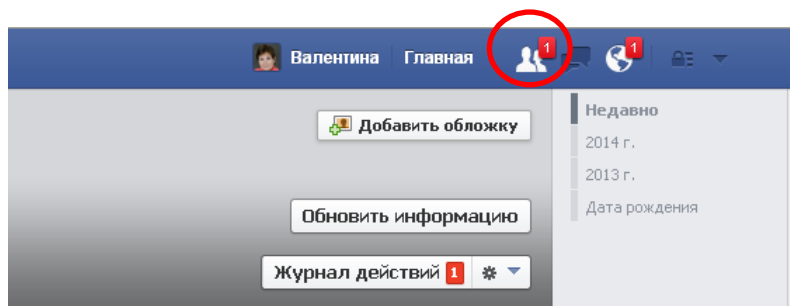 Валентина Главная 1 1
Добавить обложку
Обновить информацию
Журнал действий 1
Недавно
2014 г.
2013 г.
Дата рождения